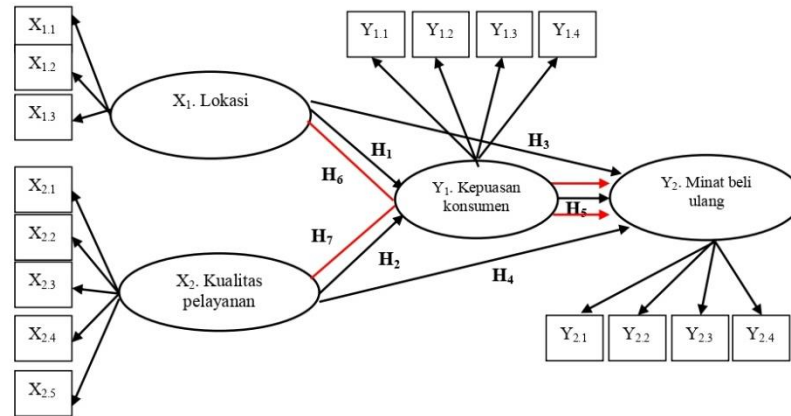 X1.1
X1.2
X1.3
X1. Lokasi
Y1.1 Y1.2 Y1.3 Y1.4
H1
H3
H6
X2.1
X2.2
X2.3
X2.4
X2.5
X2. Kualitas
pelayanan
H7
H2
H4
Y1. Kepuasan
konsumen
H5
Y2. Minat beli
ulang
Y2.1 Y2.2 Y2.3 Y2.4